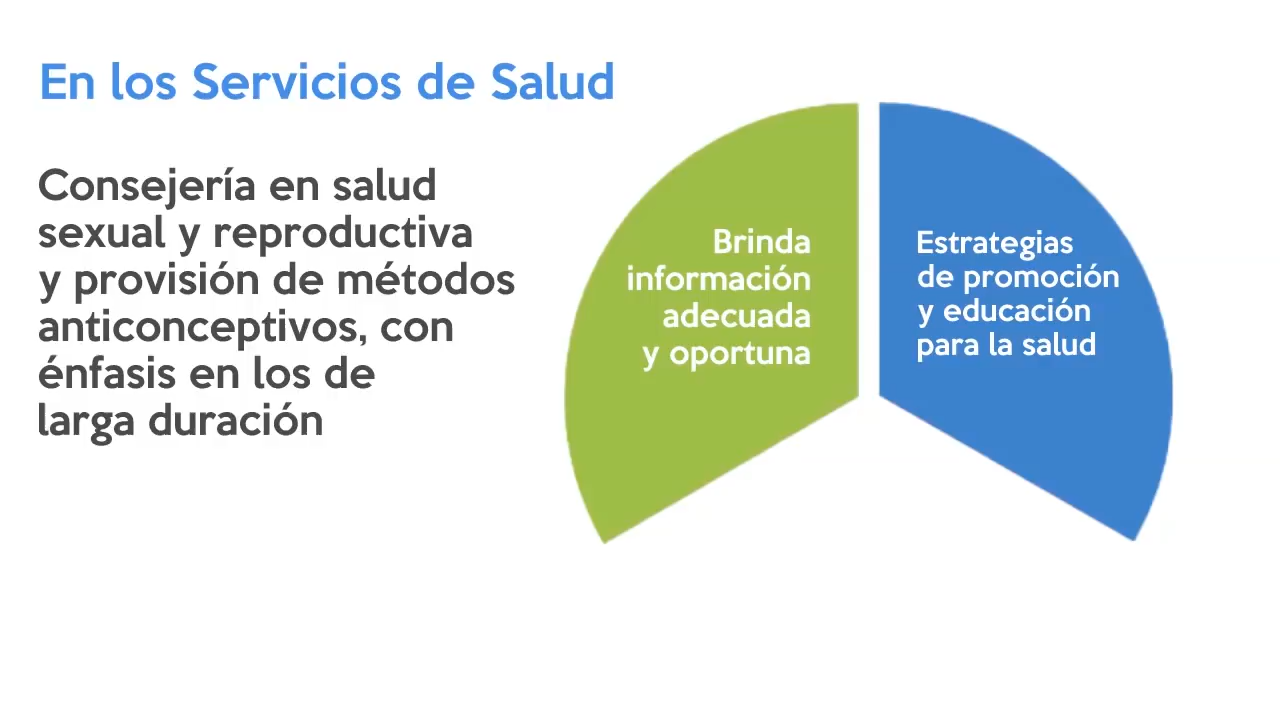 En los Servicios de Salud
Consejería en salud
sexual y reproductiva
y provisión de métodos
anticonceptivos, con
énfasis en los de
larga duración
Brinda
información
adecuada
y oportuna
Estrategias
de promoción
y educación
para la salud